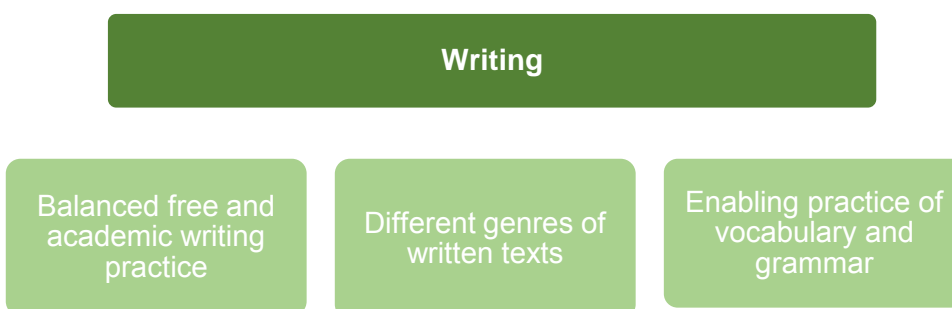 Writing
Balanced free and
academic writing
practice
Different genres of
written texts
Enabling practice of
vocabulary and
grammar